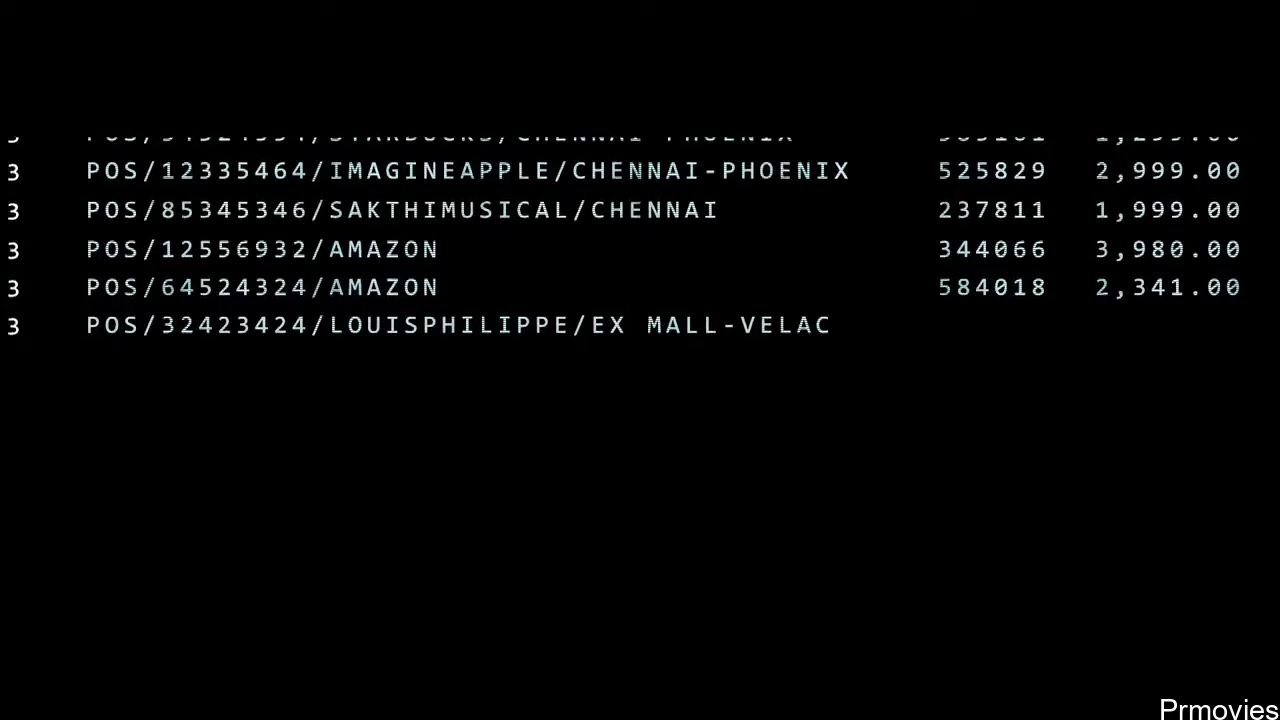 3 POS/12335464/IMAGINEAPPLE/CHENNAI-PHOENIX 525829 2,999.00
3 POS/85345346/SAKTHIMUSICAL/CHENNAI 237811 1,999.00
3 POS/12556932/AMAZON 344066 3,980.00
3 POS/64524324/AMAZON 584018 2,341.00
3 POS/32423424/LOUISPHILIPPE/EX MALL-VELAC
Prmovies